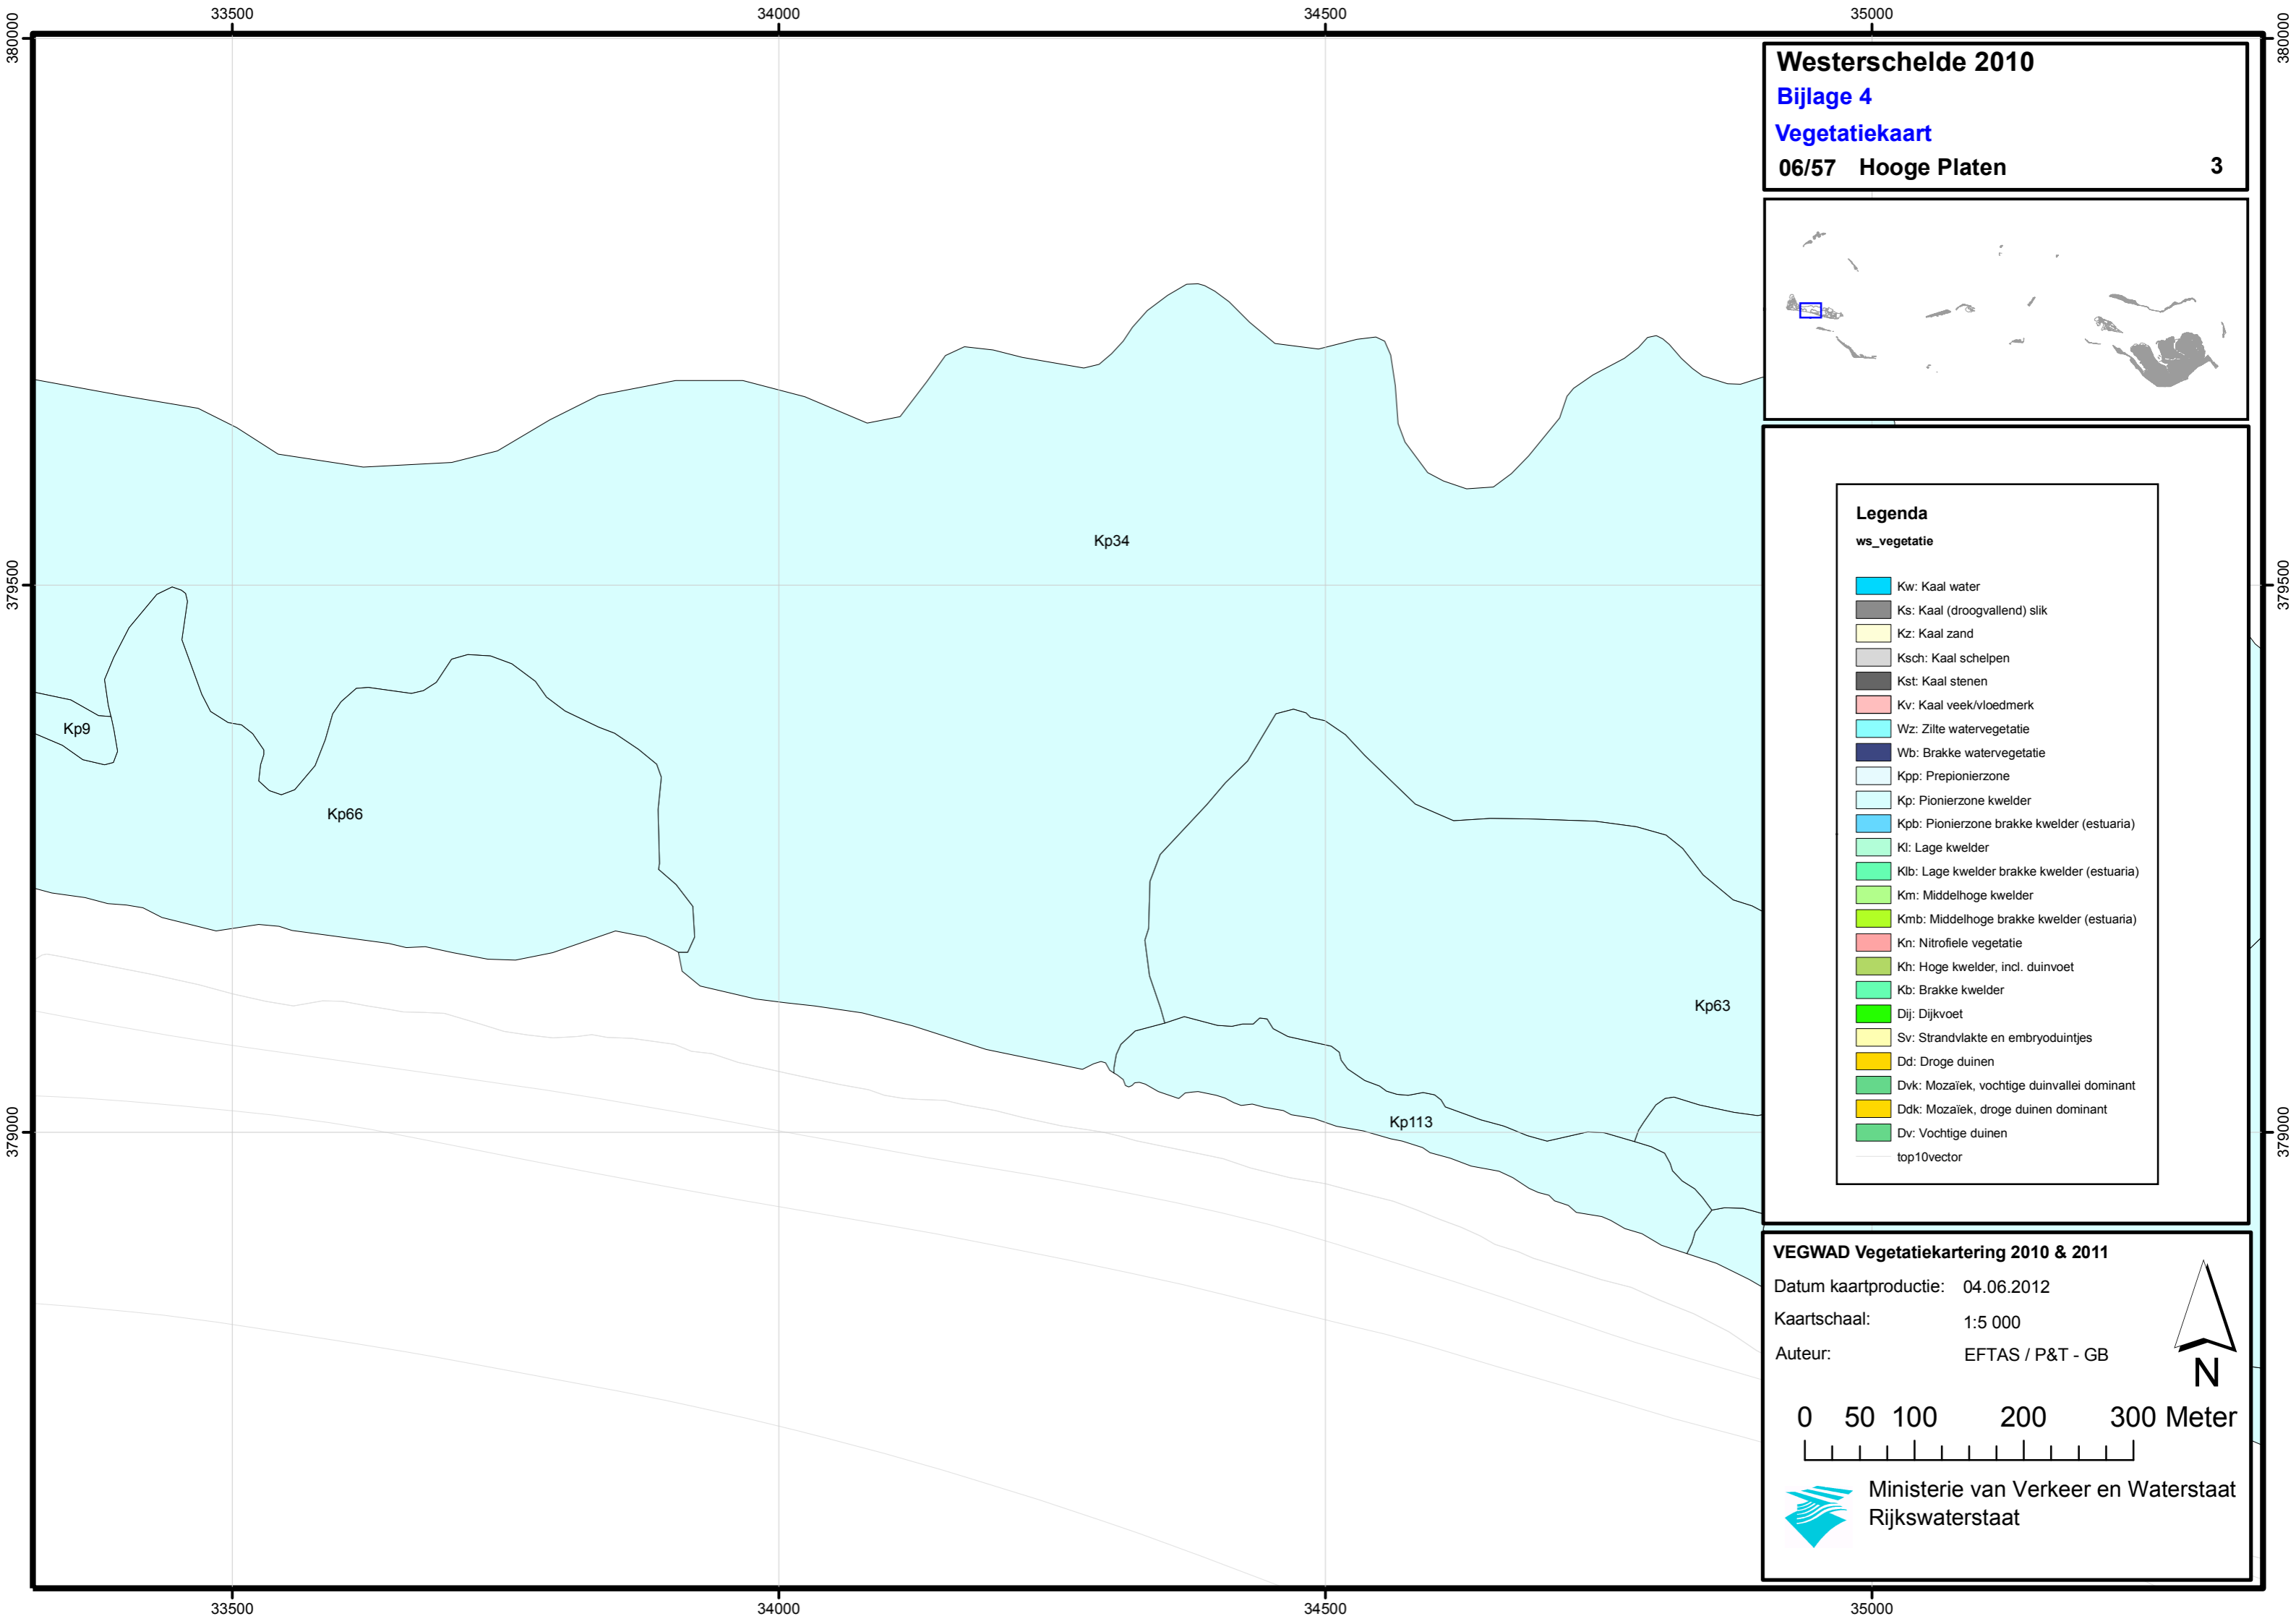 33500 34000 34500 35000
380000 380000
Westerschelde 2010
Bijlage 4
Vegetatiekaart
06/57 Hooge Platen 3
Kp34
379500 379500
Kp9
Kp66
Kp63
Kp113
379000 379000
Legenda
ws_vegetatie
Kw: Kaal water
Ks: Kaal (droogvallend) slik
Kz: Kaal zand
Ksch: Kaal schelpen
Kst: Kaal stenen
Kv: Kaal veek/vloedmerk
Wz: Zilte watervegetatie
Wb: Brakke watervegetatie
Kpp: Prepionierzone
Kp: Pionierzone kwelder
Kpb: Pionierzone brakke kwelder (estuaria)
Kl: Lage kwelder
Klb: Lage kwelder brakke kwelder (estuaria)
Km: Middelhoge kwelder
Kmb: Middelhoge brakke kwelder (estuaria)
Kn: Nitrofiele vegetatie
Kh: Hoge kwelder, incl. duinvoet
Kb: Brakke kwelder
Dij: Dijkvoet
Sv: Strandvlakte en embryoduintjes
Dd: Droge duinen
Dvk: Mozaïek, vochtige duinvallei dominant
Ddk: Mozaïek, droge duinen dominant
Dv: Vochtige duinen
top10vector
VEGWAD Vegetatiekartering 2010 & 2011
Datum kaartproductie: 04.06.2012
Kaartschaal: 1:5 000
Auteur: EFTAS / P&T - GB
N
0 50 100 200 300 Meter
Ministerie van Verkeer en Waterstaat
Rijkswaterstaat
33500 34000 34500 35000